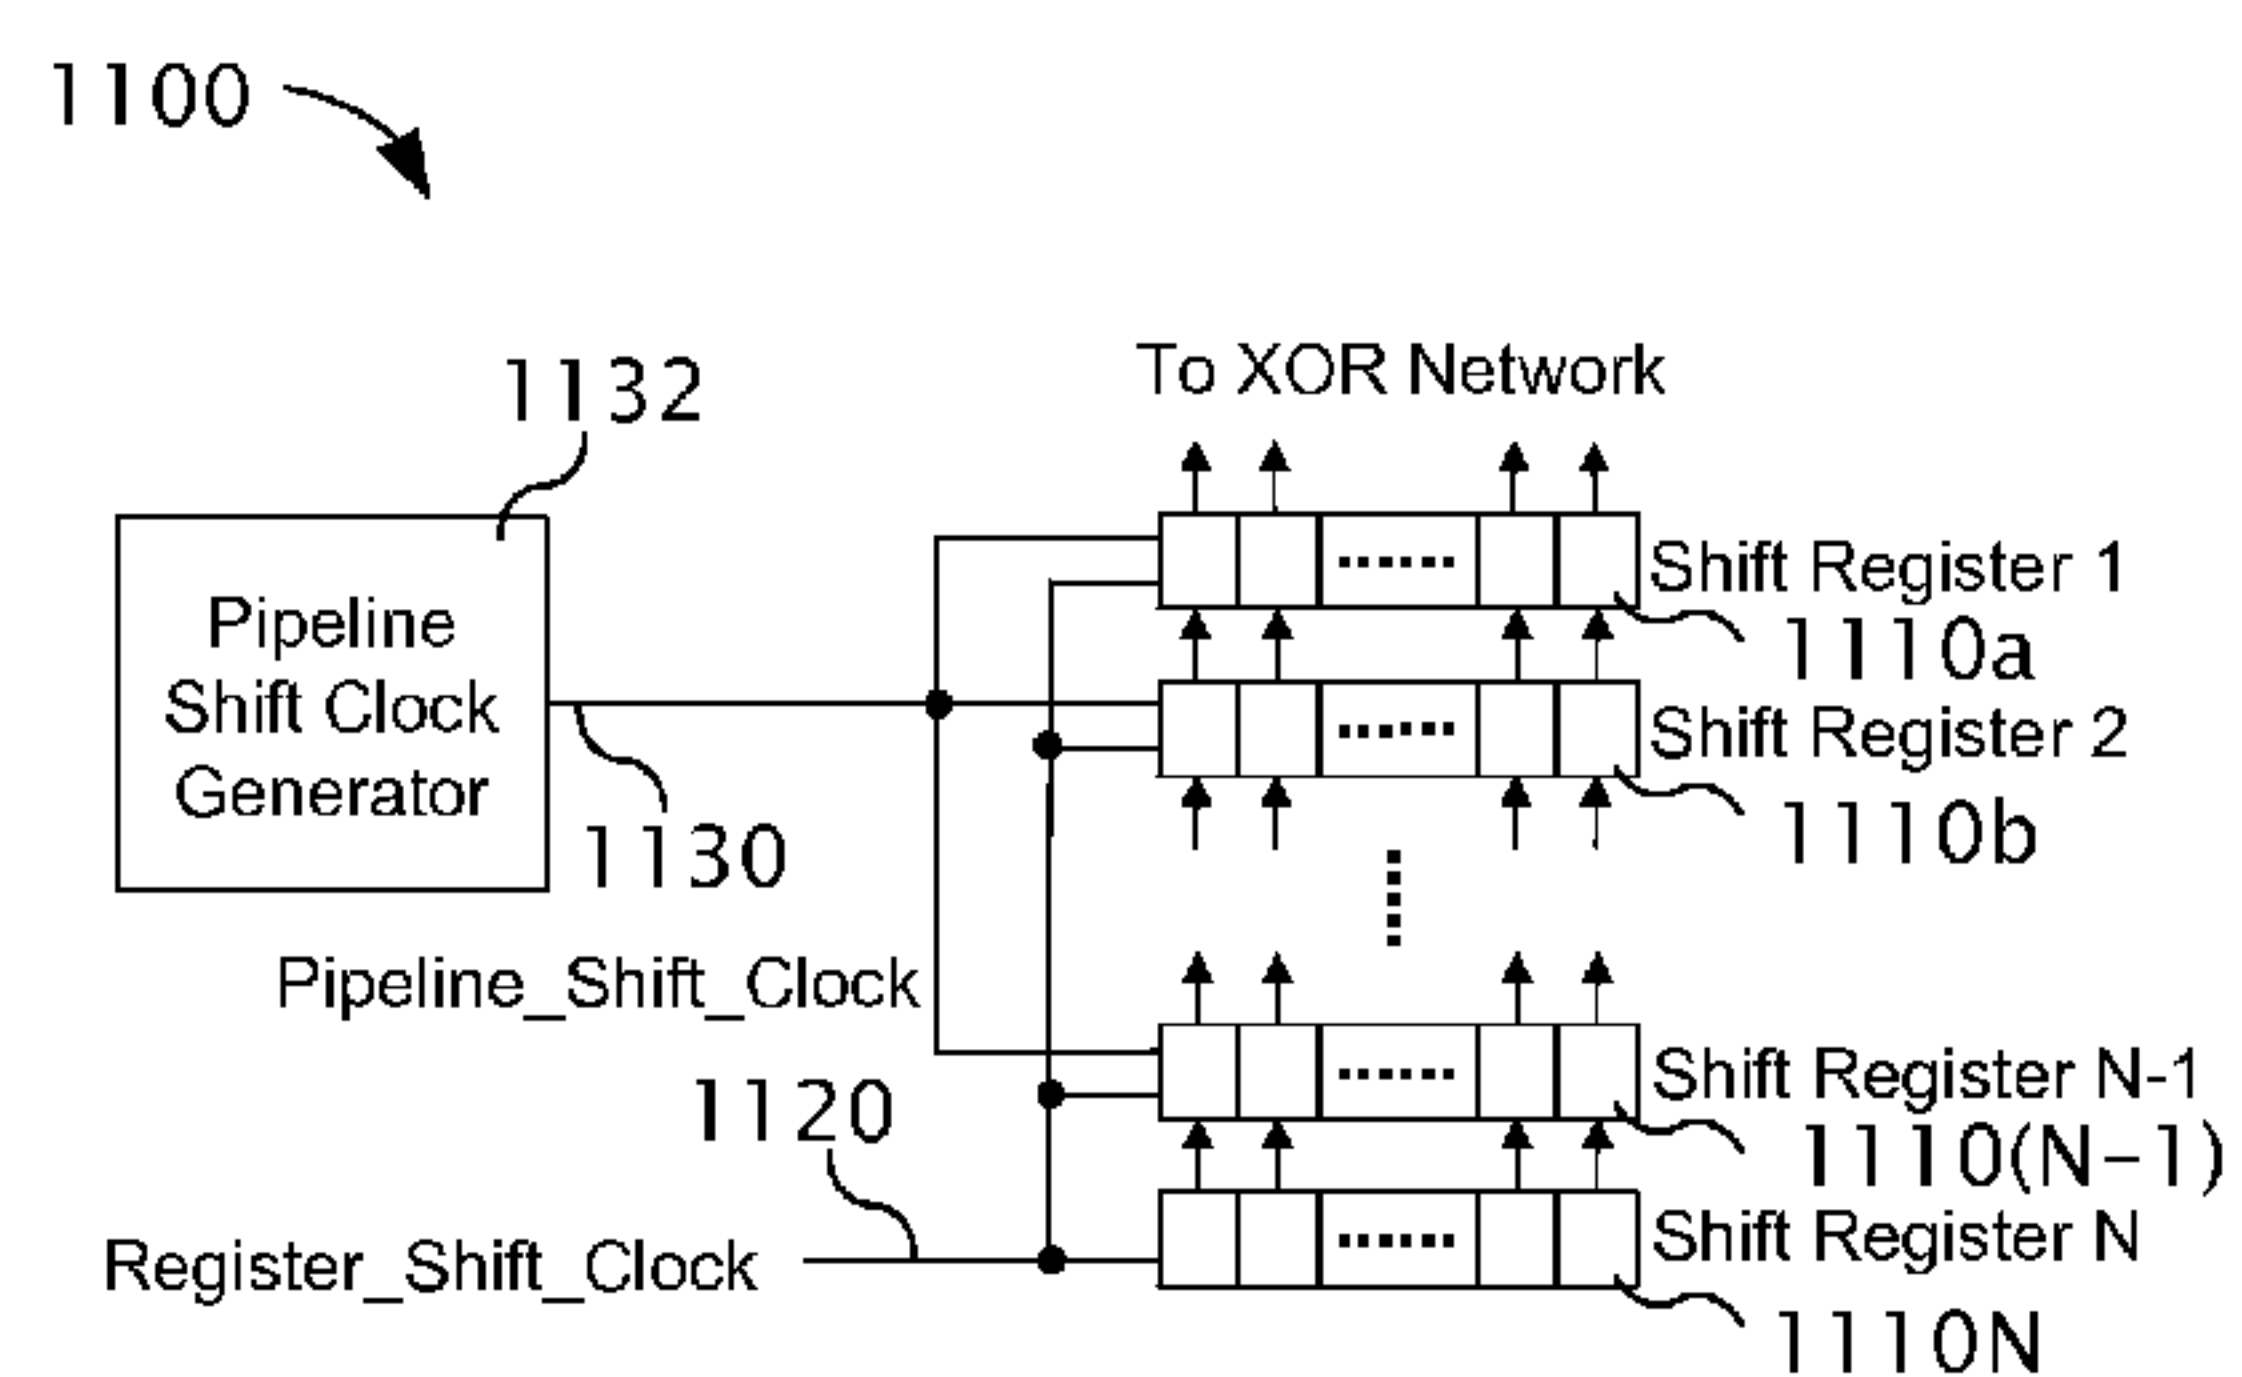 1100
1132
To XOR Network
Pipeline
Shift Clock
Generator
1130
Shift Register 1
1110a
Shift Register 2
1110b
Pipeline_Shift_Clock
Shift Register N-1
1110(N-1)
1120
Register_Shift_Clock
Shift Register N
1110N